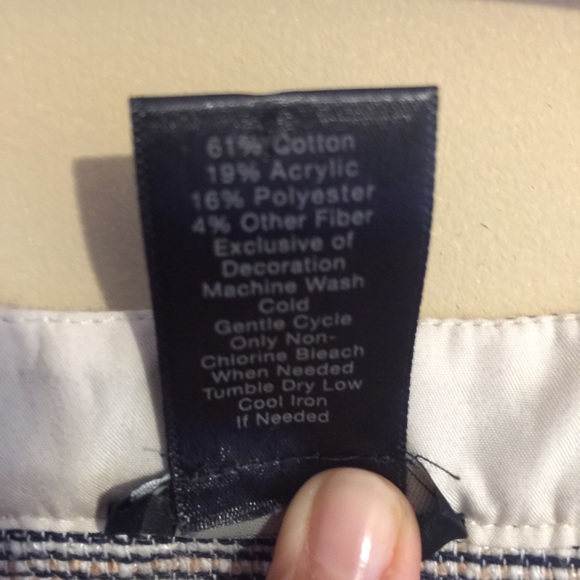 61% Cotton
19% Acrylic
16% Polyester
4% Other Fiber
Exclusive of
Decoration
Machine Wash
Cold
Gentle Cycle
Only Non-
Chlorine Bleach
When Needed
Tumble Dry Low
Cool Iron
If Needed